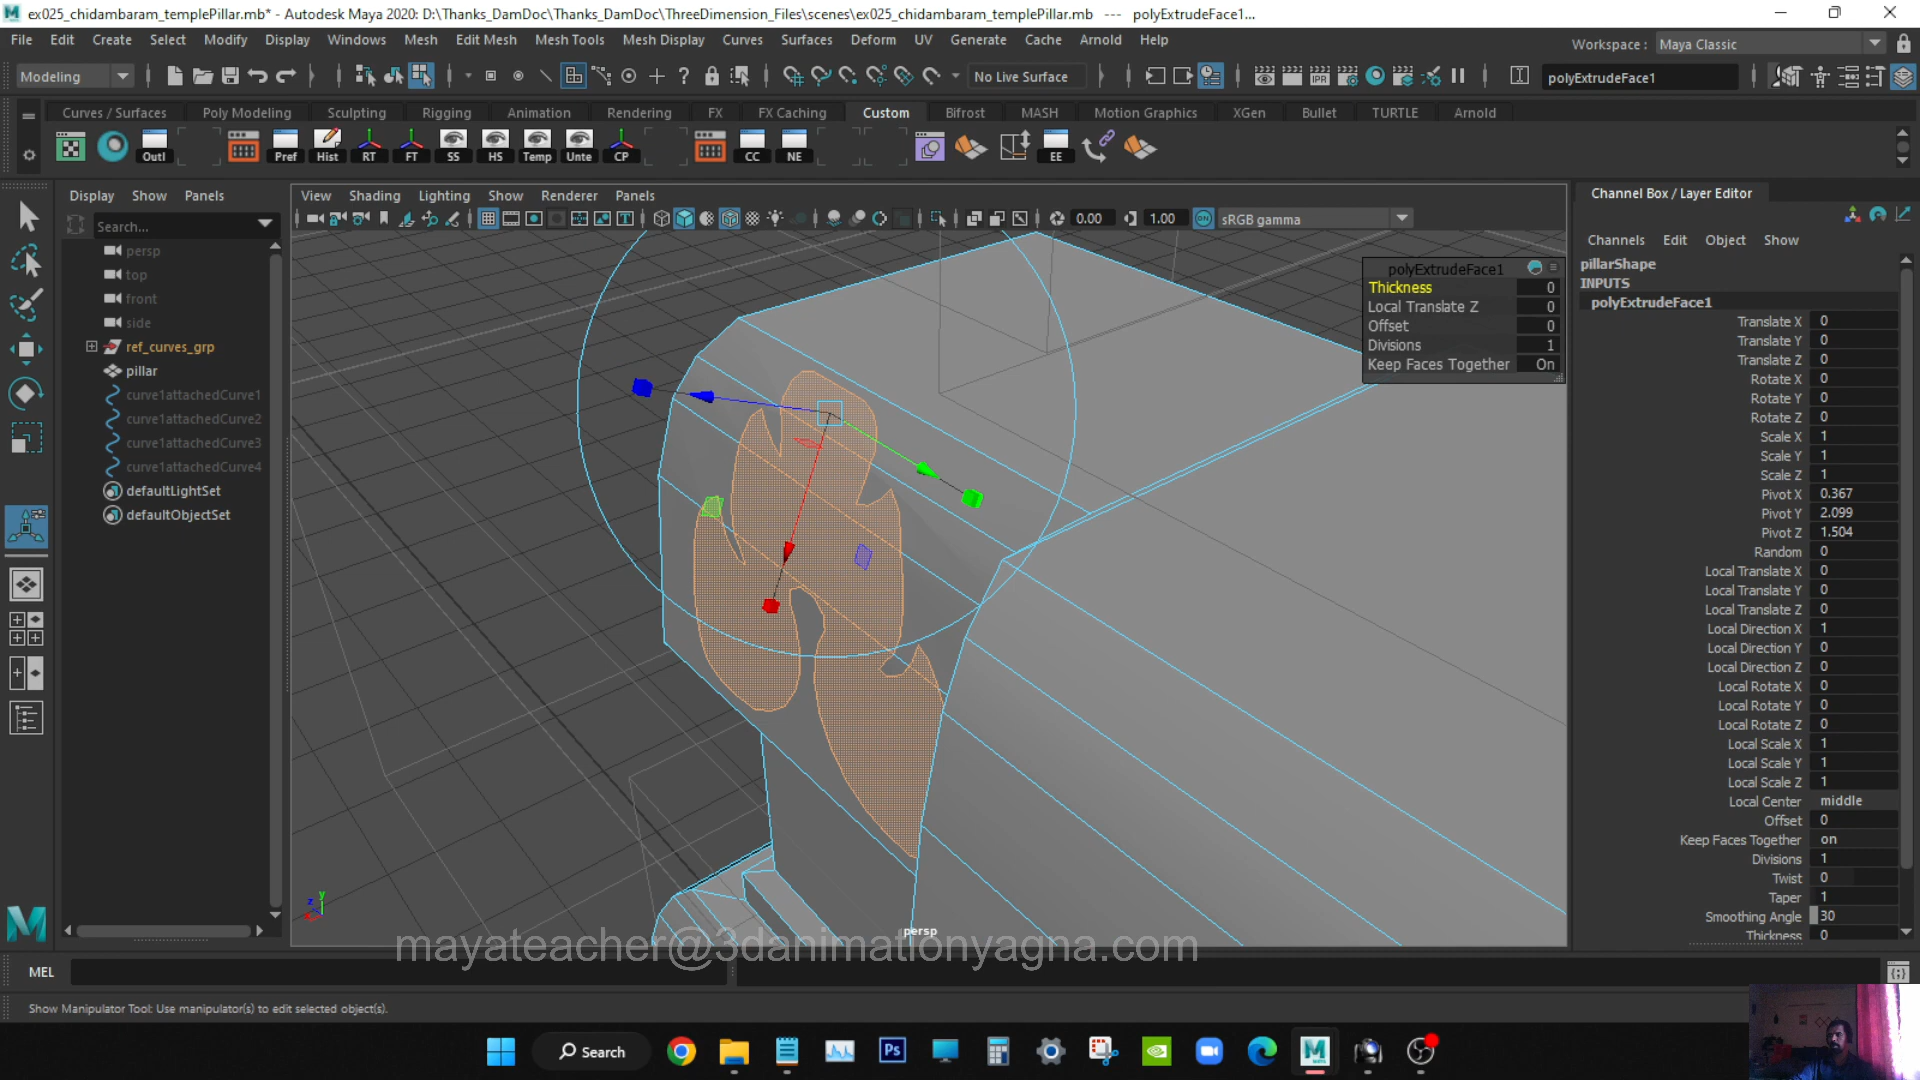 ex025_chidambaram_templePillar.mb* - Autodesk Maya 2020: D:\Thanks_DamDoc\Thanks_DamDoc\ThreeDimension_Files\scenes\ex025_chidambaram_templePillar.mb --- polyExtrudeFace1...
File Edit Create Select Modify Display Windows Mesh Edit Mesh Mesh Tools Mesh Display Curves Surfaces Deform UV Generate Cache Arnold Help
Workspace : Maya Classic
Modeling
No Live Surface
polyExtrudeFace1
Curves / Surfaces Poly Modeling Sculpting Rigging Animation Rendering FX FX Caching Custom Bifrost MASH Motion Graphics XGen Bullet TURTLE Arnold
Outl Pref Hist RT FT SS HS Temp Unte CP CC NE EE
Display Show Panels
Search...
persp
top
front
side
ref_curves_grp
pillar
curve1attachedCurve1
curve1attachedCurve2
curve1attachedCurve3
curve1attachedCurve4
defaultLightSet
defaultObjectSet
View Shading Lighting Show Renderer Panels
0.00 1.00 ON sRGB gamma
polyExtrudeFace1
Thickness 0
Local Translate Z 0
Offset 0
Divisions 1
Keep Faces Together On
persp
mayateacher@3danimationyagna.com
Channel Box / Layer Editor
Channels Edit Object Show
pillarShape
INPUTS
polyExtrudeFace1
Translate X 0
Translate Y 0
Translate Z 0
Rotate X 0
Rotate Y 0
Rotate Z 0
Scale X 1
Scale Y 1
Scale Z 1
Pivot X 0.367
Pivot Y 2.099
Pivot Z 1.504
Random 0
Local Translate X 0
Local Translate Y 0
Local Translate Z 0
Local Direction X 1
Local Direction Y 0
Local Direction Z 0
Local Rotate X 0
Local Rotate Y 0
Local Rotate Z 0
Local Scale X 1
Local Scale Y 1
Local Scale Z 1
Local Center middle
Offset 0
Keep Faces Together on
Divisions 1
Twist 0
Taper 1
Smoothing Angle 30
Thickness 0
MEL
Show Manipulator Tool: Use manipulator(s) to edit selected object(s).
Search